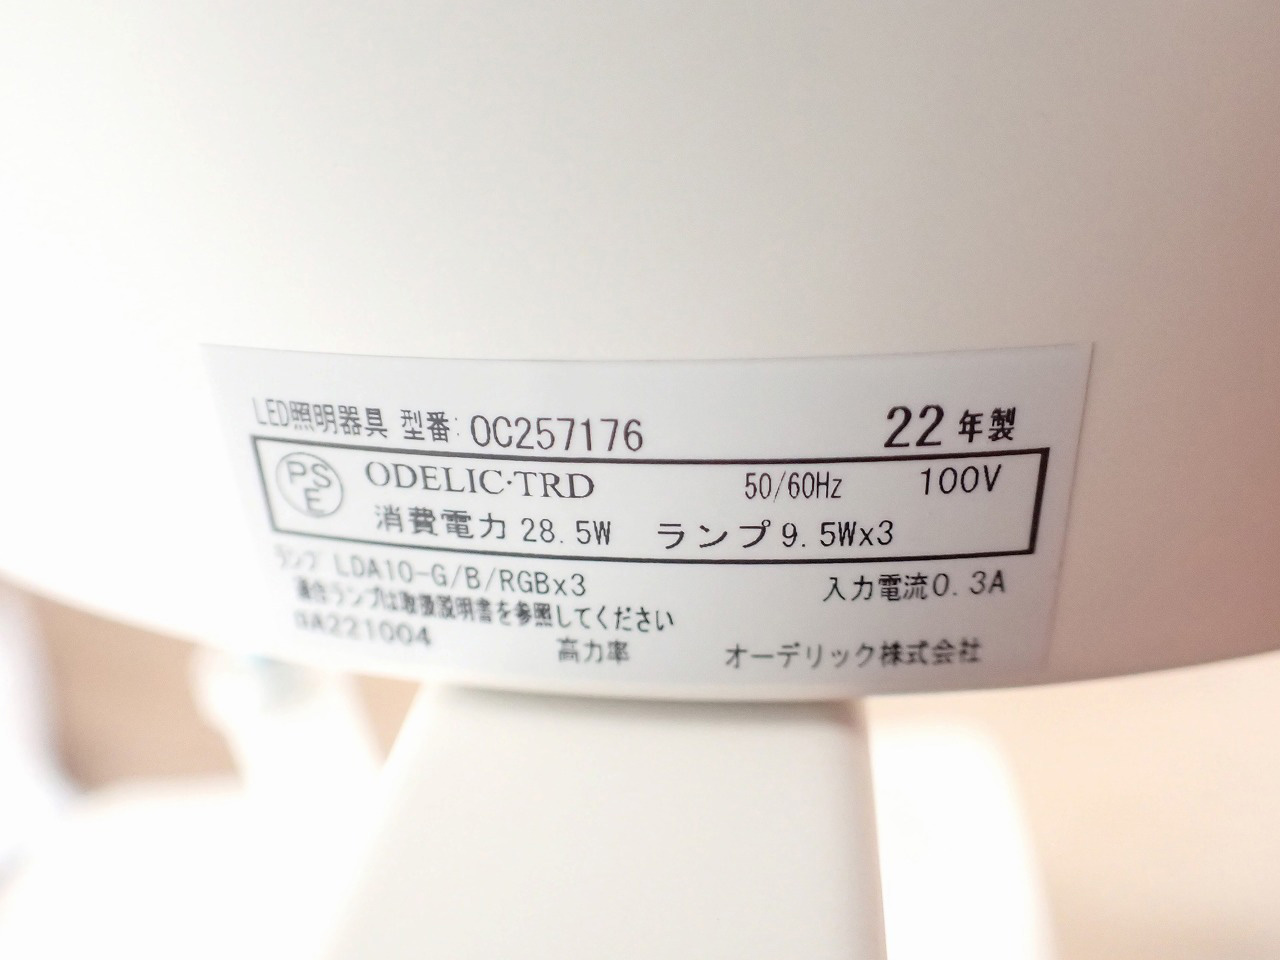 LED照明器具 型番: OC257176 22年製
PSE ODELIC·TRD 50/60Hz 100V
消費電力 28.5W ランプ 9.5Wx3
ランプ LDA10-G/B/RGBx3 入力電流0.3A
適合ランプは取扱説明書を参照してください
A221004 高力率 オーデリック株式会社